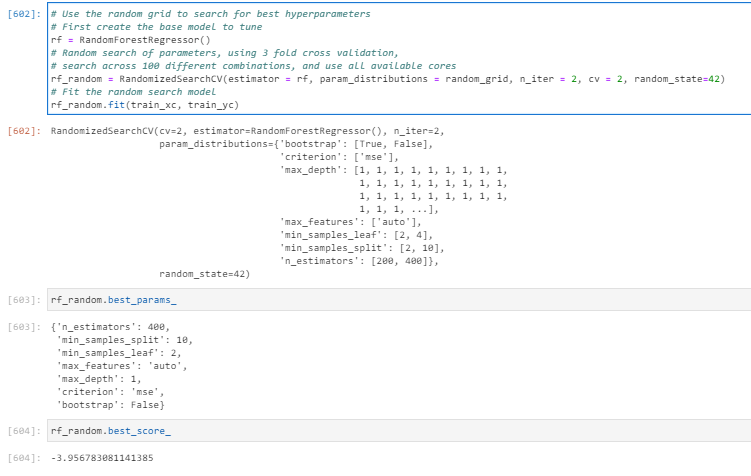 [602]: # Use the random grid to search for best hyperparameters
# First create the base model to tune
rf = RandomForestRegressor()
# Random search of parameters, using 3 fold cross validation,
# search across 100 different combinations, and use all available cores
rf_random = RandomizedSearchCV(estimator = rf, param_distributions = random_grid, n_iter = 2, cv = 2, random_state=42)
# Fit the random search model
rf_random.fit(train_xc, train_yc)
[602]: RandomizedSearchCV(cv=2, estimator=RandomForestRegressor(), n_iter=2,
param_distributions={'bootstrap': [True, False],
'criterion': ['mse'],
'max_depth': [1, 1, 1, 1, 1, 1, 1, 1, 1,
1, 1, 1, 1, 1, 1, 1, 1, 1,
1, 1, 1, 1, 1, 1, 1, 1, 1,
1, 1, 1, ...],
'max_features': ['auto'],
'min_samples_leaf': [2, 4],
'min_samples_split': [2, 10],
'n_estimators': [200, 400]},
random_state=42)
[603]: rf_random.best_params_
[603]: {'n_estimators': 400,
'min_samples_split': 10,
'min_samples_leaf': 2,
'max_features': 'auto',
'max_depth': 1,
'criterion': 'mse',
'bootstrap': False}
[604]: rf_random.best_score_
[604]: -3.956783081141385